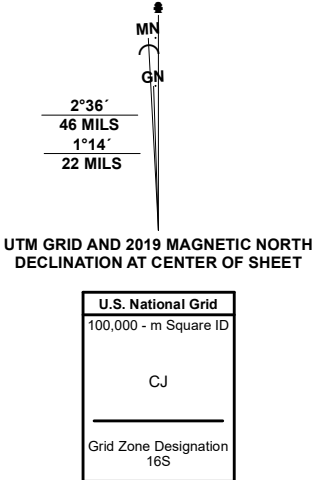 MN
GN
2°36´
46 MILS
1°14´
22 MILS
UTM GRID AND 2019 MAGNETIC NORTH
DECLINATION AT CENTER OF SHEET
U.S. National Grid
100,000 - m Square ID
CJ
Grid Zone Designation
16S